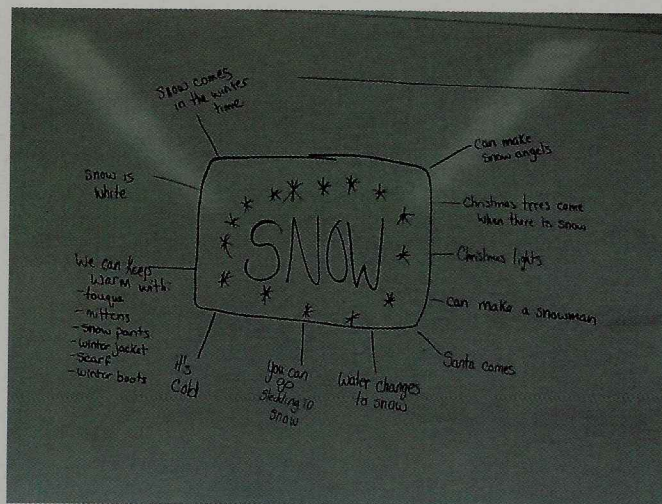 Snow comes
in the winter
time
Snow is
white
We can keep
warm with:
-touque
-mittens
-snow pants
-winter jacket
-scarf
-winter boots
it's
Cold
You can
go
sledding in
snow
Water changes
to snow
Santa comes
can make a snowman
Christmas lights
Christmas trees come
when there is snow
can make
snow angels
SNOW